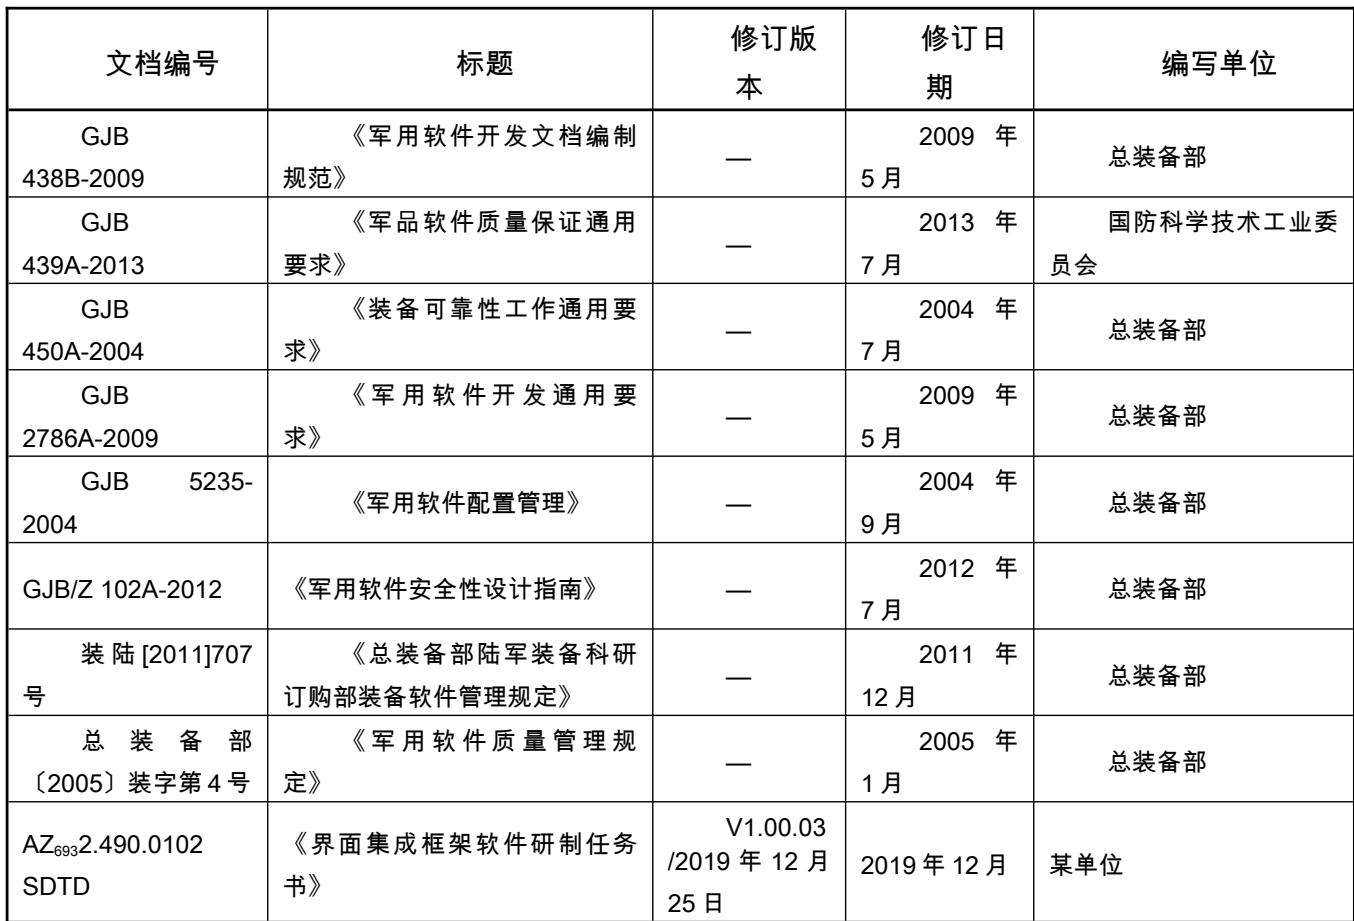 文档编号 标题 修订版本 修订日期 编写单位
GJB 438B-2009 《军用软件开发文档编制规范》 — 2009 年 5 月 总装备部
GJB 439A-2013 《军品软件质量保证通用要求》 — 2013 年 7 月 国防科学技术工业委员会
GJB 450A-2004 《装备可靠性工作通用要求》 — 2004 年 7 月 总装备部
GJB 2786A-2009 《军用软件开发通用要求》 — 2009 年 5 月 总装备部
GJB 5235-2004 《军用软件配置管理》 — 2004 年 9 月 总装备部
GJB/Z 102A-2012 《军用软件安全性设计指南》 — 2012 年 7 月 总装备部
装陆[2011]707号 《总装备部陆军装备科研订购部装备软件管理规定》 — 2011 年 12 月 总装备部
总装备部〔2005〕装字第 4 号 《军用软件质量管理规定》 — 2005 年 1 月 总装备部
AZ6932.490.0102 SDTD 《界面集成框架软件研制任务书》 V1.00.03/2019 年 12 月 25 日 2019 年 12 月 某单位